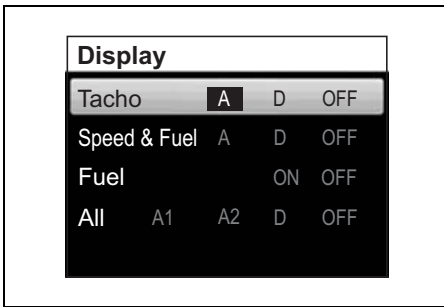 Display
Tacho A D OFF
Speed & Fuel A D OFF
Fuel ON OFF
All A1 A2 D OFF